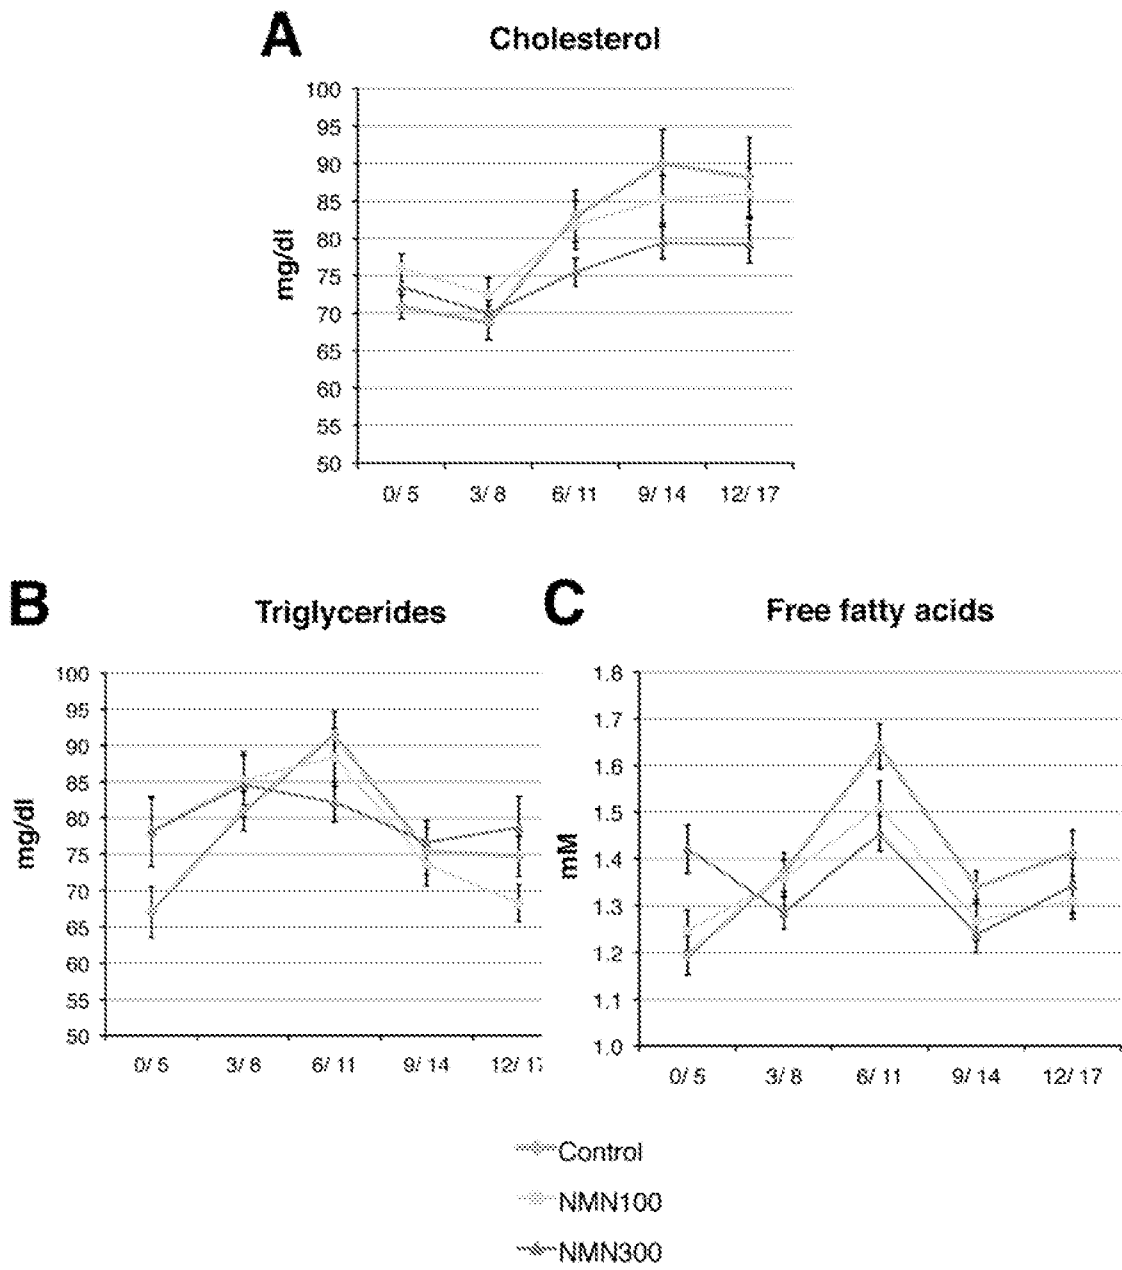 A
Cholesterol
mg/dl
100
95
90
85
80
75
70
65
60
55
50
0/ 5 3/ 8 6/ 11 9/ 14 12/ 17
B
Triglycerides
mg/dl
100
95
90
85
80
75
70
65
60
55
50
0/ 5 3/ 8 6/ 11 9/ 14 12/ 17
C
Free fatty acids
mM
1.8
1.7
1.6
1.5
1.4
1.3
1.2
1.1
1.0
0/ 5 3/ 8 6/ 11 9/ 14 12/ 17
Control
NMN100
NMN300